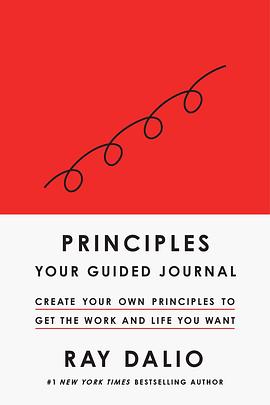 PRINCIPLES
YOUR GUIDED JOURNAL
CREATE YOUR OWN PRINCIPLES TO
GET THE WORK AND LIFE YOU WANT
RAY DALIO
#1 NEW YORK TIMES BESTSELLING AUTHOR